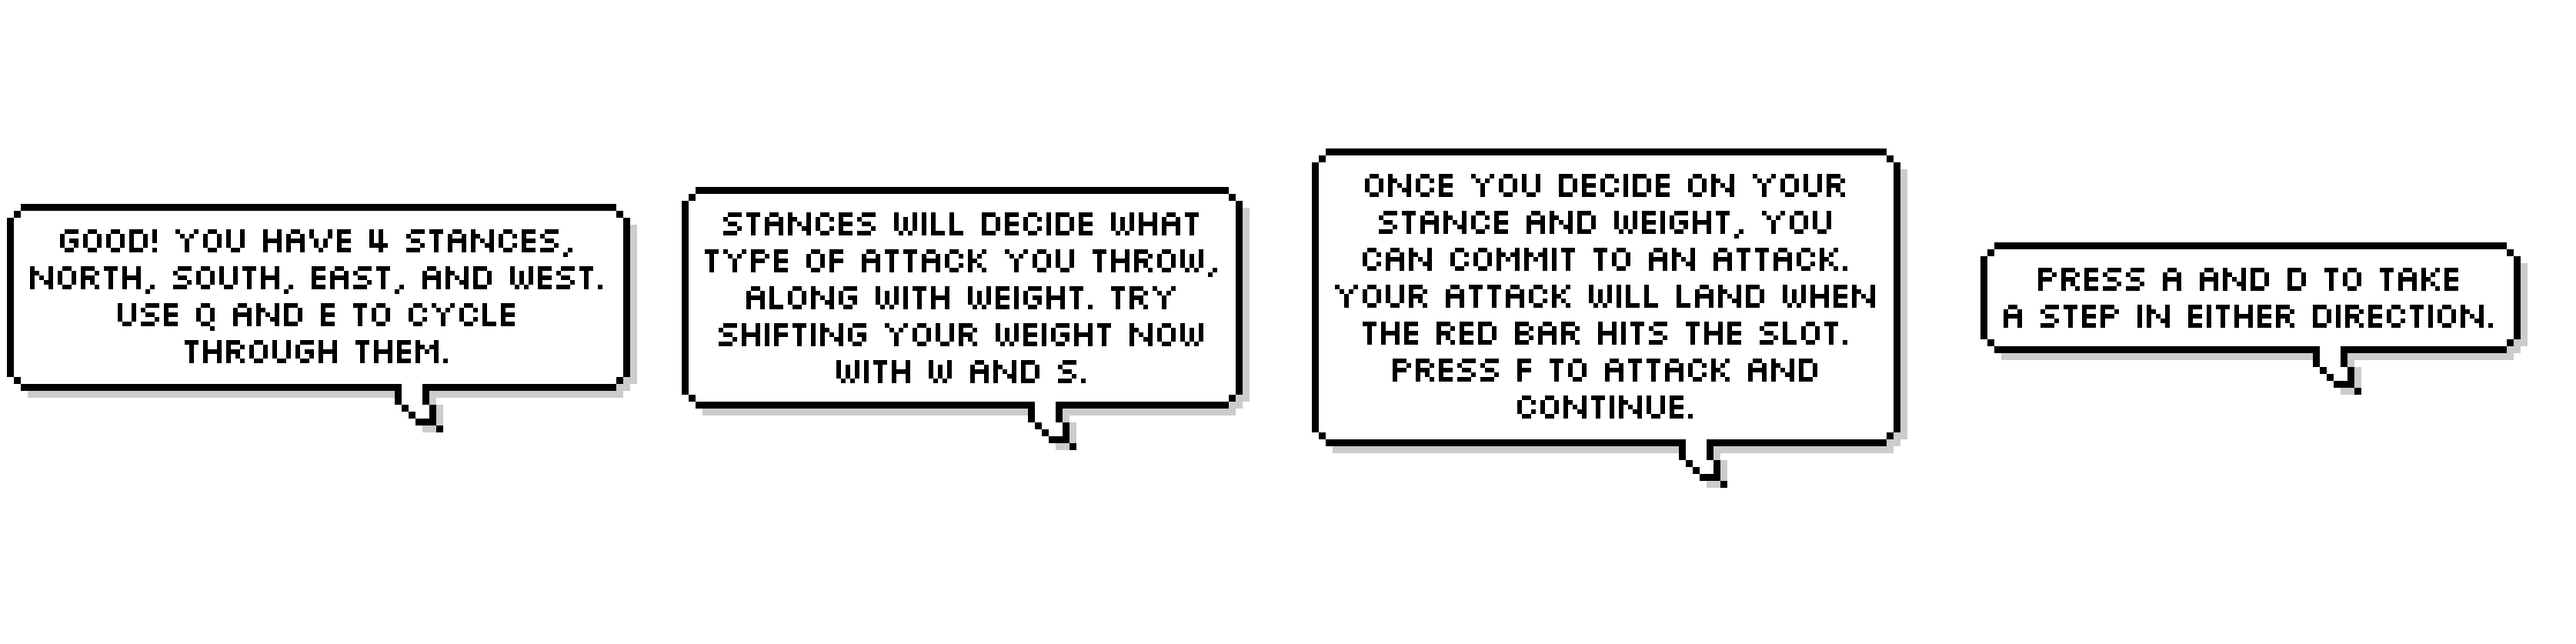 GOOD! YOU HAVE 4 STANCES,
NORTH, SOUTH, EAST, AND WEST.
USE Q AND E TO CYCLE
THROUGH THEM.
STANCES WILL DECIDE WHAT
TYPE OF ATTACK YOU THROW,
ALONG WITH WEIGHT. TRY
SHIFTING YOUR WEIGHT NOW
WITH W AND S.
ONCE YOU DECIDE ON YOUR
STANCE AND WEIGHT, YOU
CAN COMMIT TO AN ATTACK.
YOUR ATTACK WILL LAND WHEN
THE RED BAR HITS THE SLOT.
PRESS F TO ATTACK AND
CONTINUE.
PRESS A AND D TO TAKE
A STEP IN EITHER DIRECTION.